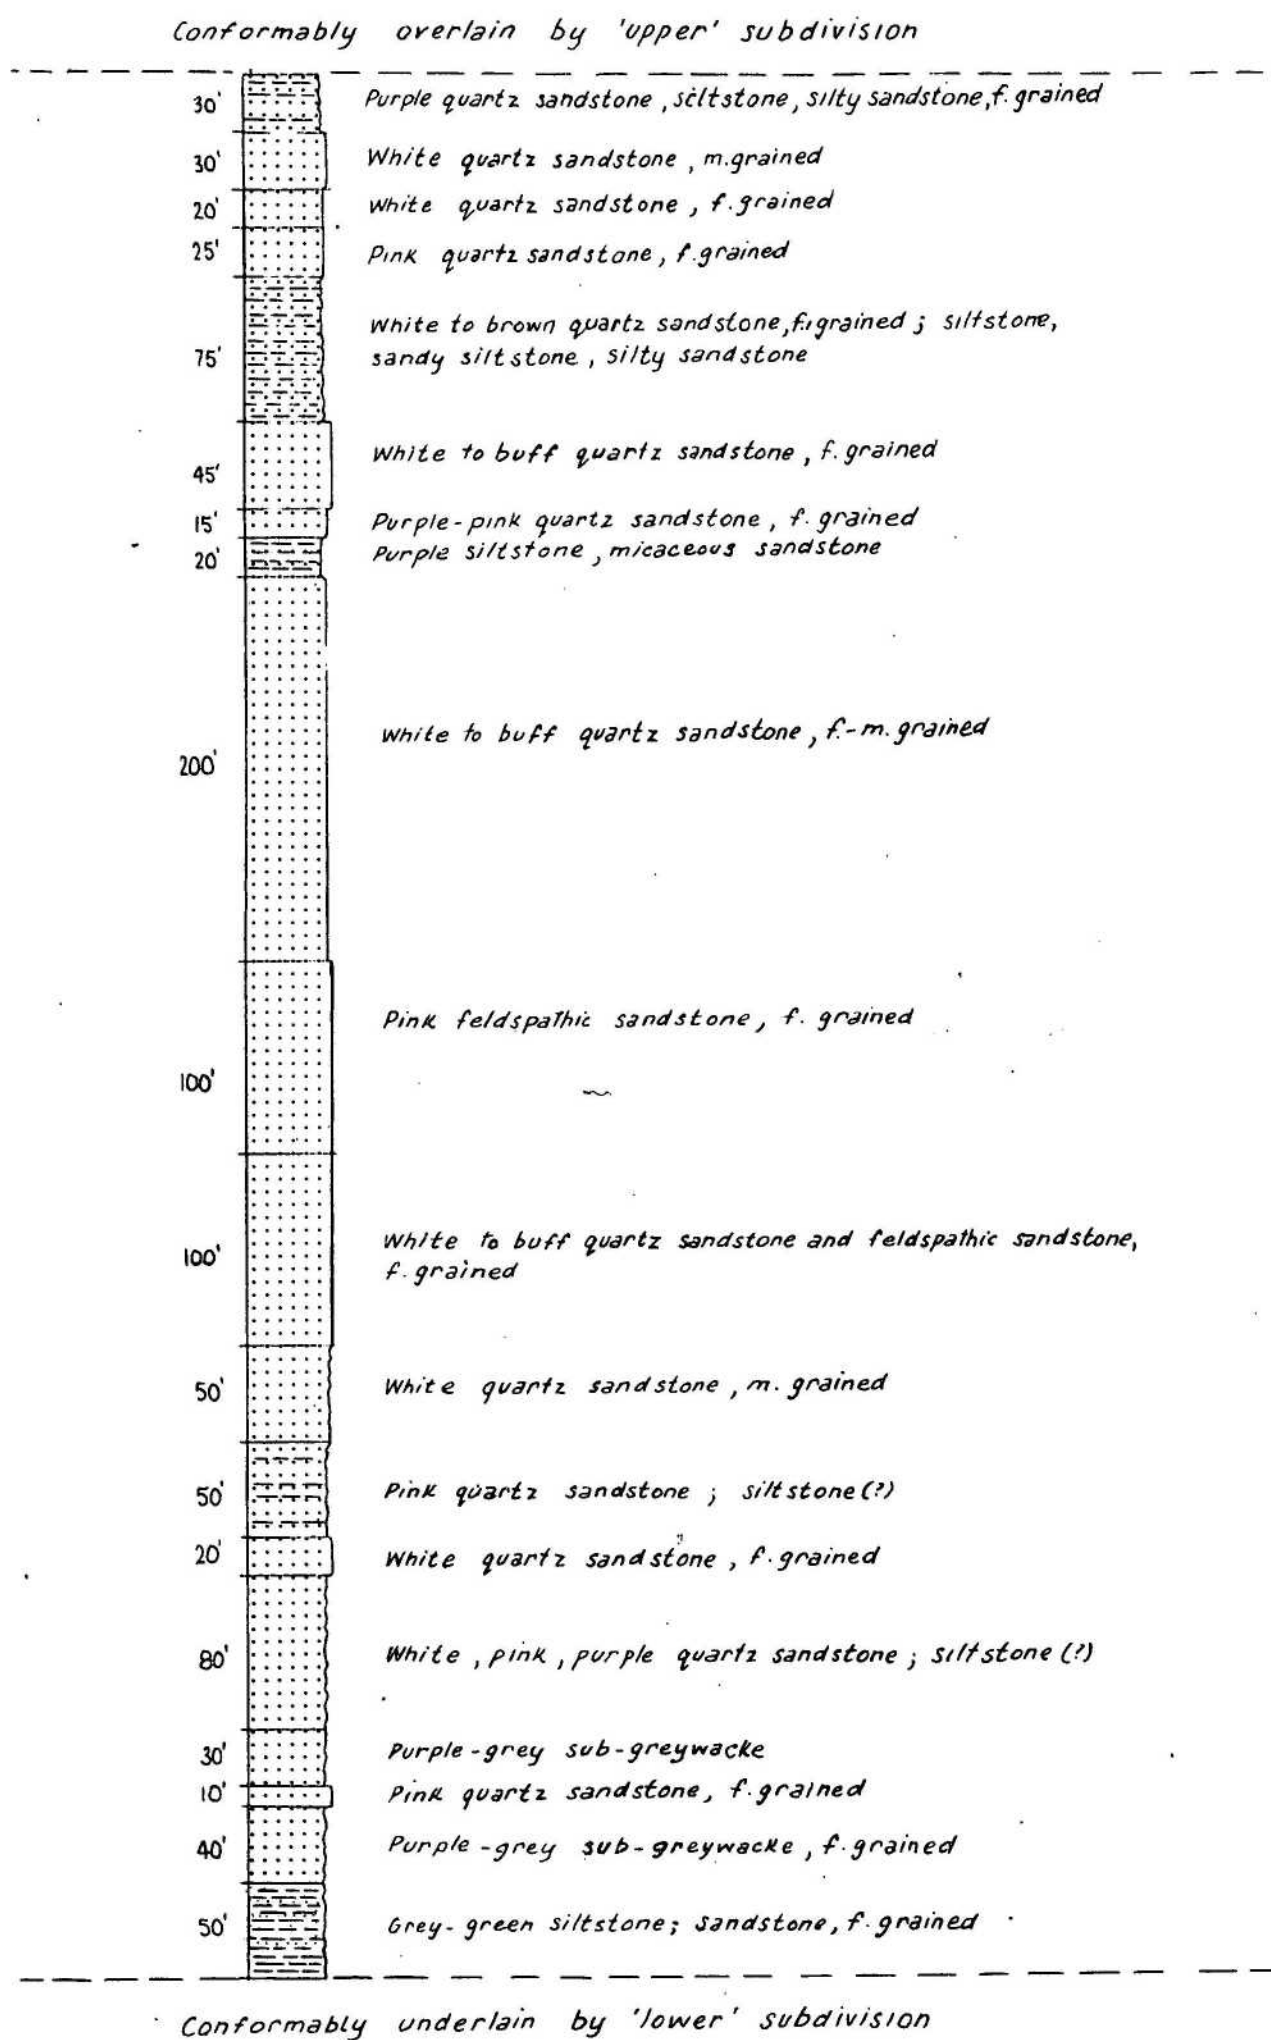 Conformably overlain by 'upper' subdivision
30' Purple quartz sandstone, siltstone, silty sandstone, f. grained
30' White quartz sandstone, m. grained
20' White quartz sandstone, f. grained
25' Pink quartz sandstone, f. grained
White to brown quartz sandstone, f. grained; siltstone,
75' sandy siltstone, silty sandstone
45' White to buff quartz sandstone, f. grained
15' Purple-pink quartz sandstone, f. grained
20' Purple siltstone, micaceous sandstone
200' White to buff quartz sandstone, f.-m. grained
100' Pink feldspathic sandstone, f. grained
100' White to buff quartz sandstone and feldspathic sandstone,
f. grained
50' White quartz sandstone, m. grained
50' Pink quartz sandstone; siltstone(?)
20' White quartz sandstone, f. grained
80' White, pink, purple quartz sandstone; siltstone (?)
30' Purple-grey sub-greywacke
10' Pink quartz sandstone, f. grained
40' Purple-grey sub-greywacke, f. grained
50' Grey-green siltstone; sandstone, f. grained
Conformably underlain by 'lower' subdivision